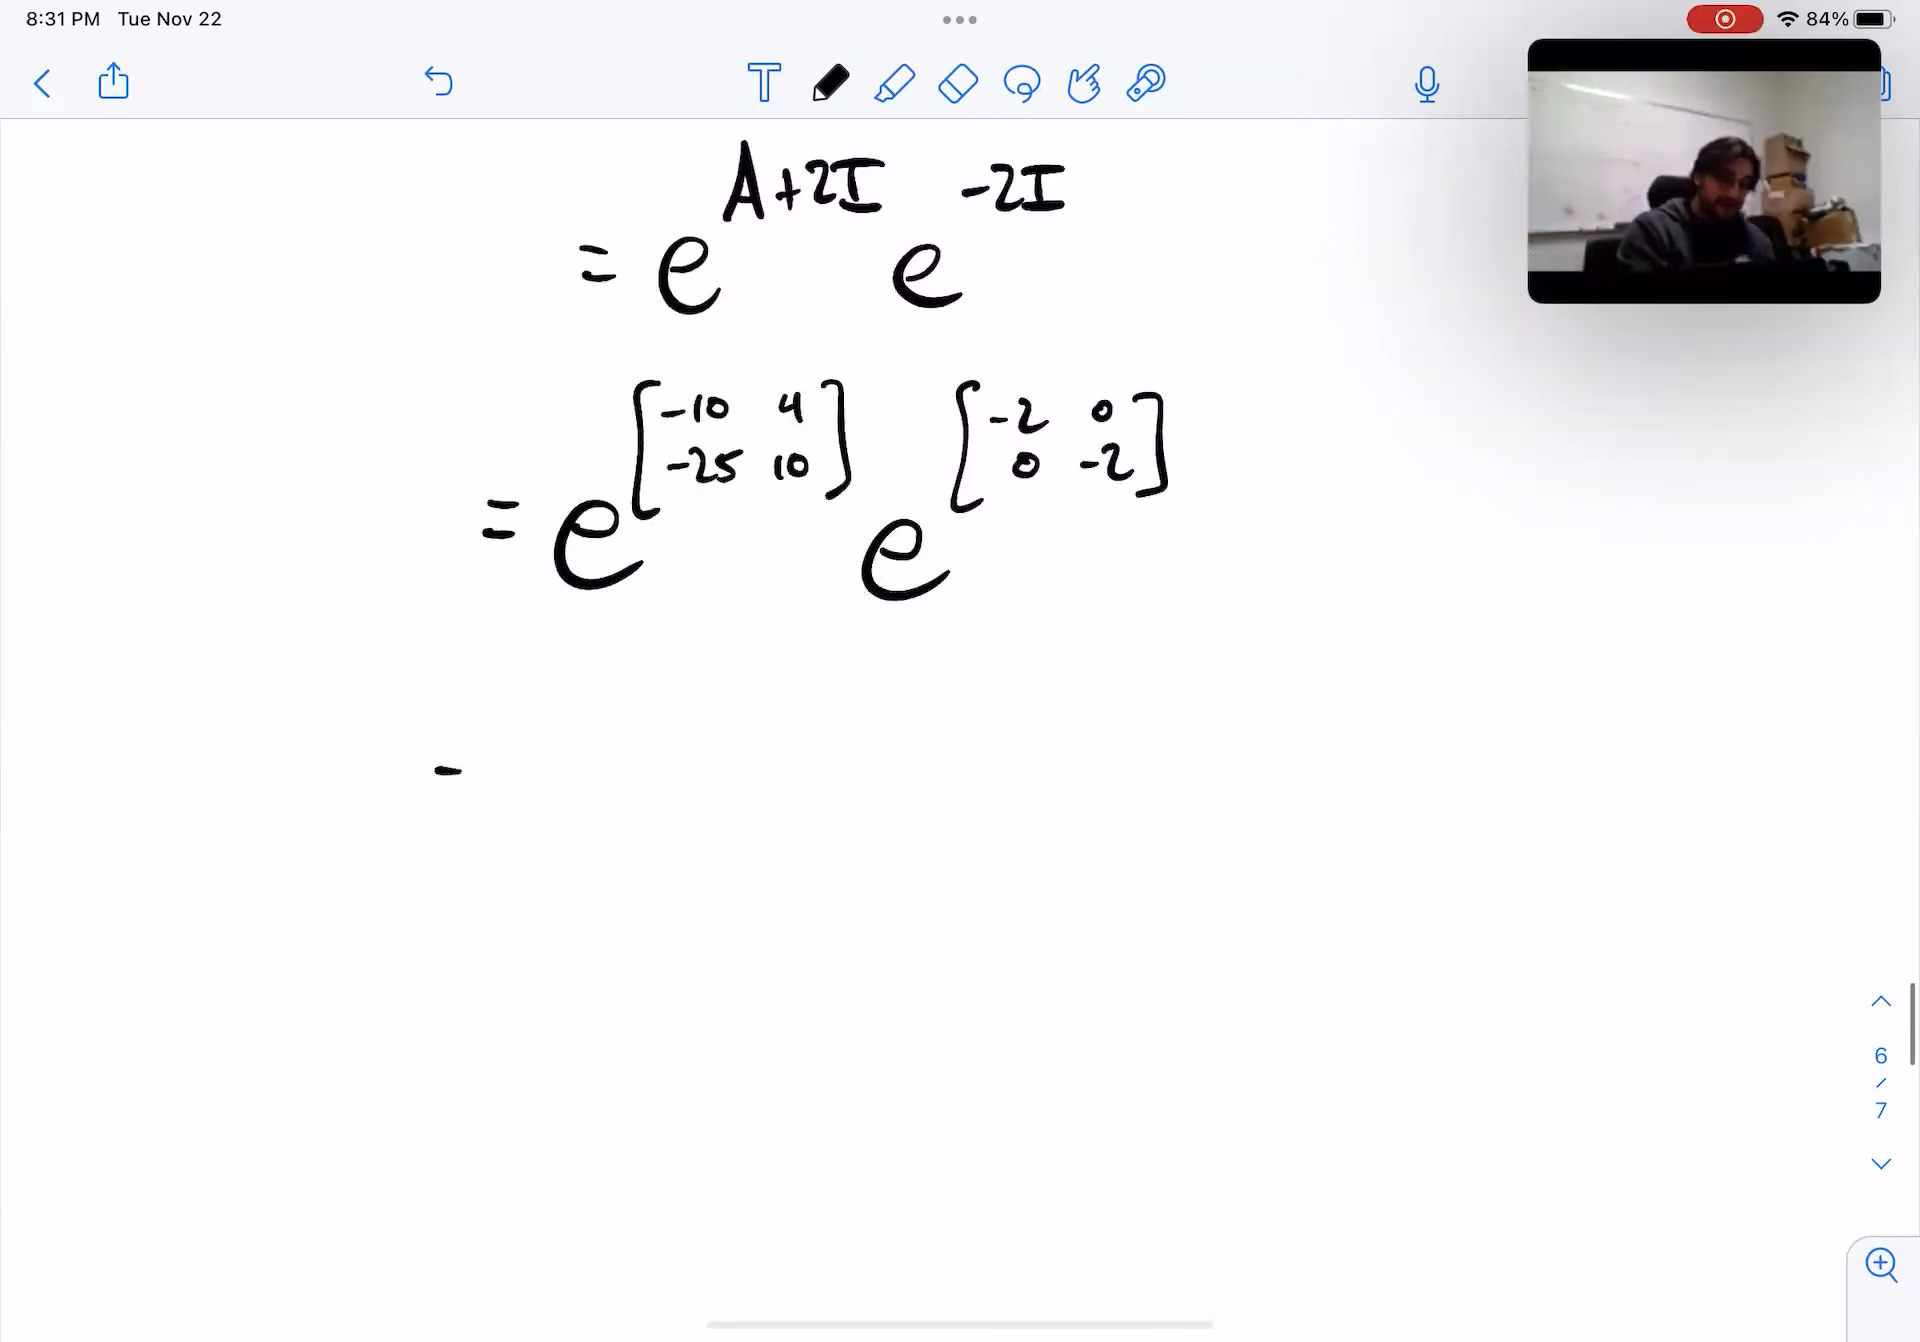 8:31 PM Tue Nov 22
84%
T
= e^{A+2I} e^{-2I}
= e^{[-10 4; -25 10]} e^{[-2 0; 0 -2]}
-
6
/
7